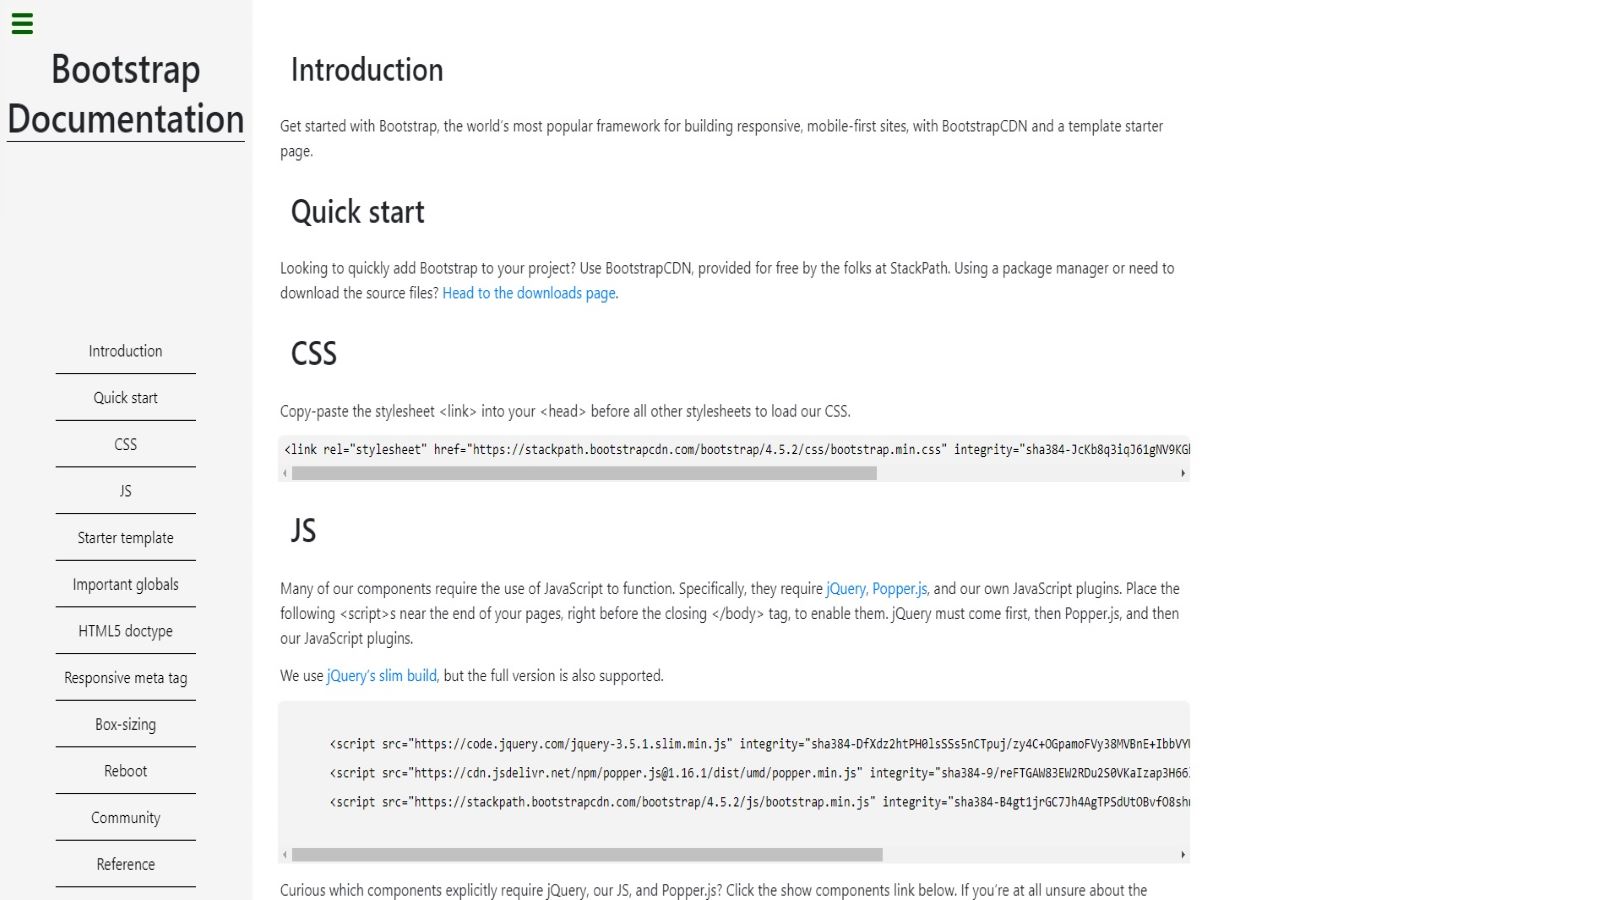 Bootstrap
Documentation
Introduction
Quick start
CSS
JS
Starter template
Important globals
HTML5 doctype
Responsive meta tag
Box-sizing
Reboot
Community
Reference
Introduction
Get started with Bootstrap, the world's most popular framework for building responsive, mobile-first sites, with BootstrapCDN and a template starter
page.
Quick start
Looking to quickly add Bootstrap to your project? Use BootstrapCDN, provided for free by the folks at StackPath. Using a package manager or need to
download the source files? Head to the downloads page.
CSS
Copy-paste the stylesheet <link> into your <head> before all other stylesheets to load our CSS.
<link rel="stylesheet" href="https://stackpath.bootstrapcdn.com/bootstrap/4.5.2/css/bootstrap.min.css" integrity="sha384-JcKb8q3iqJ61gNV9KGb
JS
Many of our components require the use of JavaScript to function. Specifically, they require jQuery, Popper.js, and our own JavaScript plugins. Place the
following <script>s near the end of your pages, right before the closing </body> tag, to enable them. jQuery must come first, then Popper.js, and then
our JavaScript plugins.
We use jQuery's slim build, but the full version is also supported.
<script src="https://code.jquery.com/jquery-3.5.1.slim.min.js" integrity="sha384-DfXdz2htPH0lsSSs5nCTpuj/zy4C+OGpamoFVy38MVBnE+IbbVY
<script src="https://cdn.jsdelivr.net/npm/popper.js@1.16.1/dist/umd/popper.min.js" integrity="sha384-9/reFTGAW83EW2RDu2S0VKaIzap3H66
<script src="https://stackpath.bootstrapcdn.com/bootstrap/4.5.2/js/bootstrap.min.js" integrity="sha384-B4gt1jrGC7Jh4AgTPSdUtOBvfO8sh
Curious which components explicitly require jQuery, our JS, and Popper.js? Click the show components link below. If you're at all unsure about the